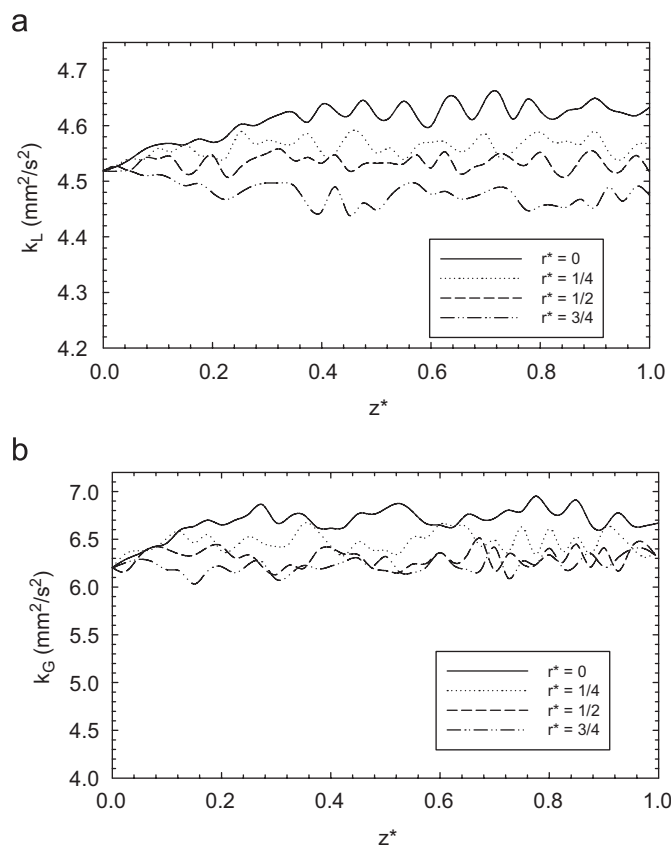 a
4.7
4.6
4.5
4.4
4.3
4.2
k_L (mm²/s²)
r* = 0
r* = 1/4
r* = 1/2
r* = 3/4
0.0 0.2 0.4 0.6 0.8 1.0
z*
b
7.0
6.5
6.0
5.5
5.0
4.5
4.0
k_G (mm²/s²)
r* = 0
r* = 1/4
r* = 1/2
r* = 3/4
0.0 0.2 0.4 0.6 0.8 1.0
z*